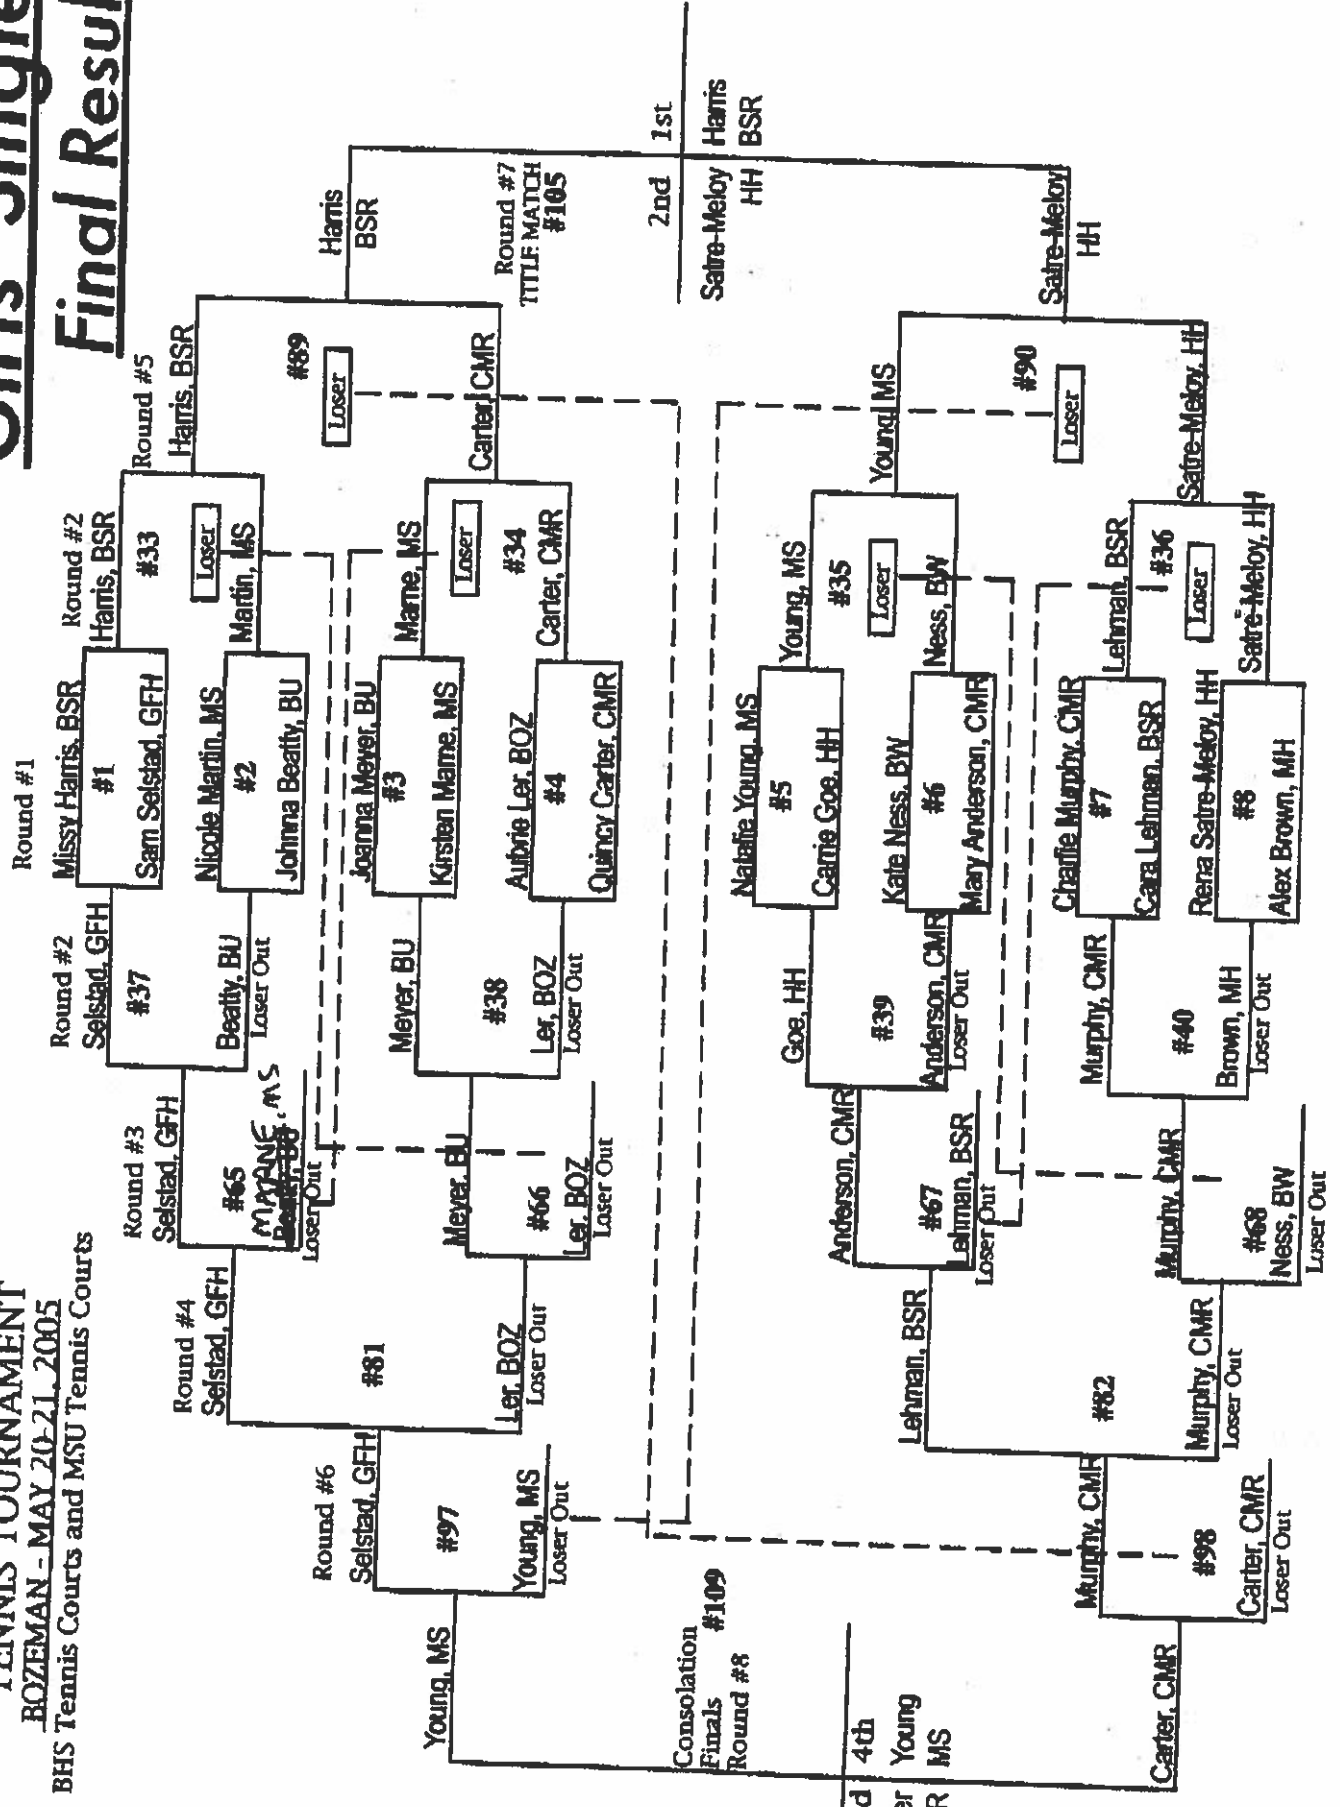 TENNIS TOURNAMENT
BOZEMAN - MAY 20-21, 2005
BHS Tennis Courts and MSU Tennis Courts
Final
Round #1
Missy Harris, BSR
#1
Sam Selstad, GFH
Nicole Martin, MS
#2
Johnna Beatty, BU
Joanna Meyer, BU
#3
Kirsten Marne, MS
Aubrie Ler, BOZ
#4
Quincy Carter, CMR
Natalie Young, MS
#5
Carrie Goe, HH
Kate Ness, BW
#6
Mary Anderson, CMR
Charlie Murphy, CMR
#7
Cara Lehman, BSR
Rena Satre-Meloy, HH
#8
Alex Brown, MH
Round #2
Harris, BSR
#33
Loser
Martin, MS
Marne, MS
Loser
#34
Carter, CMR
Young, MS
#35
Loser
Ness, BW
Lehman, BSR
#36
Loser
Satre-Meloy, HH
Round #5
Harris, BSR
#89
Loser
Carter, CMR
Young, MS
#90
Loser
Satre-Meloy, HH
Harris
BSR
Round #7
TITLE MATCH
#105
Satre-Meloy
HH
2nd
1st
Satre-Meloy
HH
Harris
BSR
Round #2
Selstad, GFH
#37
Beatty, BU
Loser Out
Meyer, BU
#38
Ler, BOZ
Loser Out
Goe, HH
#39
Anderson, CMR
Loser Out
Murphy, CMR
#40
Brown, MH
Loser Out
Round #3
Selstad, GFH
#65
MAYANE, MS
Loser Out
Meyer, BU
#66
Ler, BOZ
Loser Out
Anderson, CMR
#67
Lehman, BSR
Loser Out
Murphy, CMR
#68
Ness, BW
Loser Out
Round #4
Selstad, GFH
#81
Ler, BOZ
Loser Out
Lehman, BSR
#82
Murphy, CMR
Loser Out
Round #6
Selstad, GFH
#97
Young, MS
Loser Out
Murphy, CMR
#98
Carter, CMR
Loser Out
Young, MS
Consolation
Finals #109
Round #8
Carter, CMR
4th
Young
MS